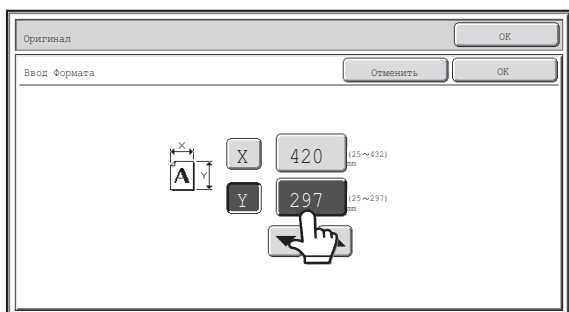 Оригинал OK
Ввод Формата Отменить OK
X
A Y
X 420 (25~432) mm
Y 297 (25~297) mm